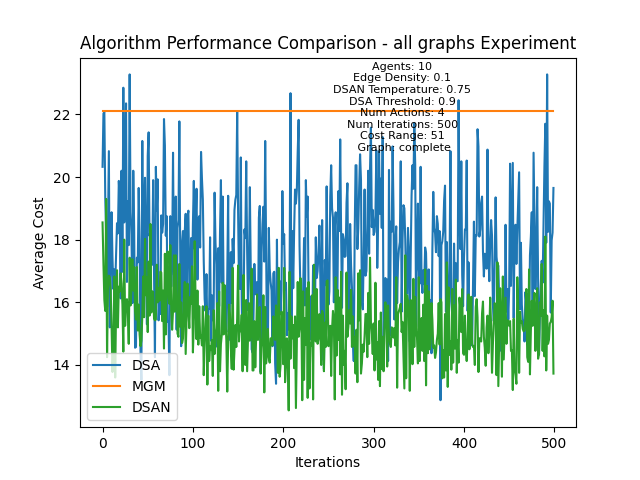 Algorithm Performance Comparison - all graphs Experiment
Agents: 10
Edge Density: 0.1
DSAN Temperature: 0.75
DSA Threshold: 0.9
Num Actions: 4
Num Iterations: 500
Cost Range: 51
Graph: complete
Average Cost
22
20
18
16
14
DSA
MGM
DSAN
0
100
200
300
400
500
Iterations